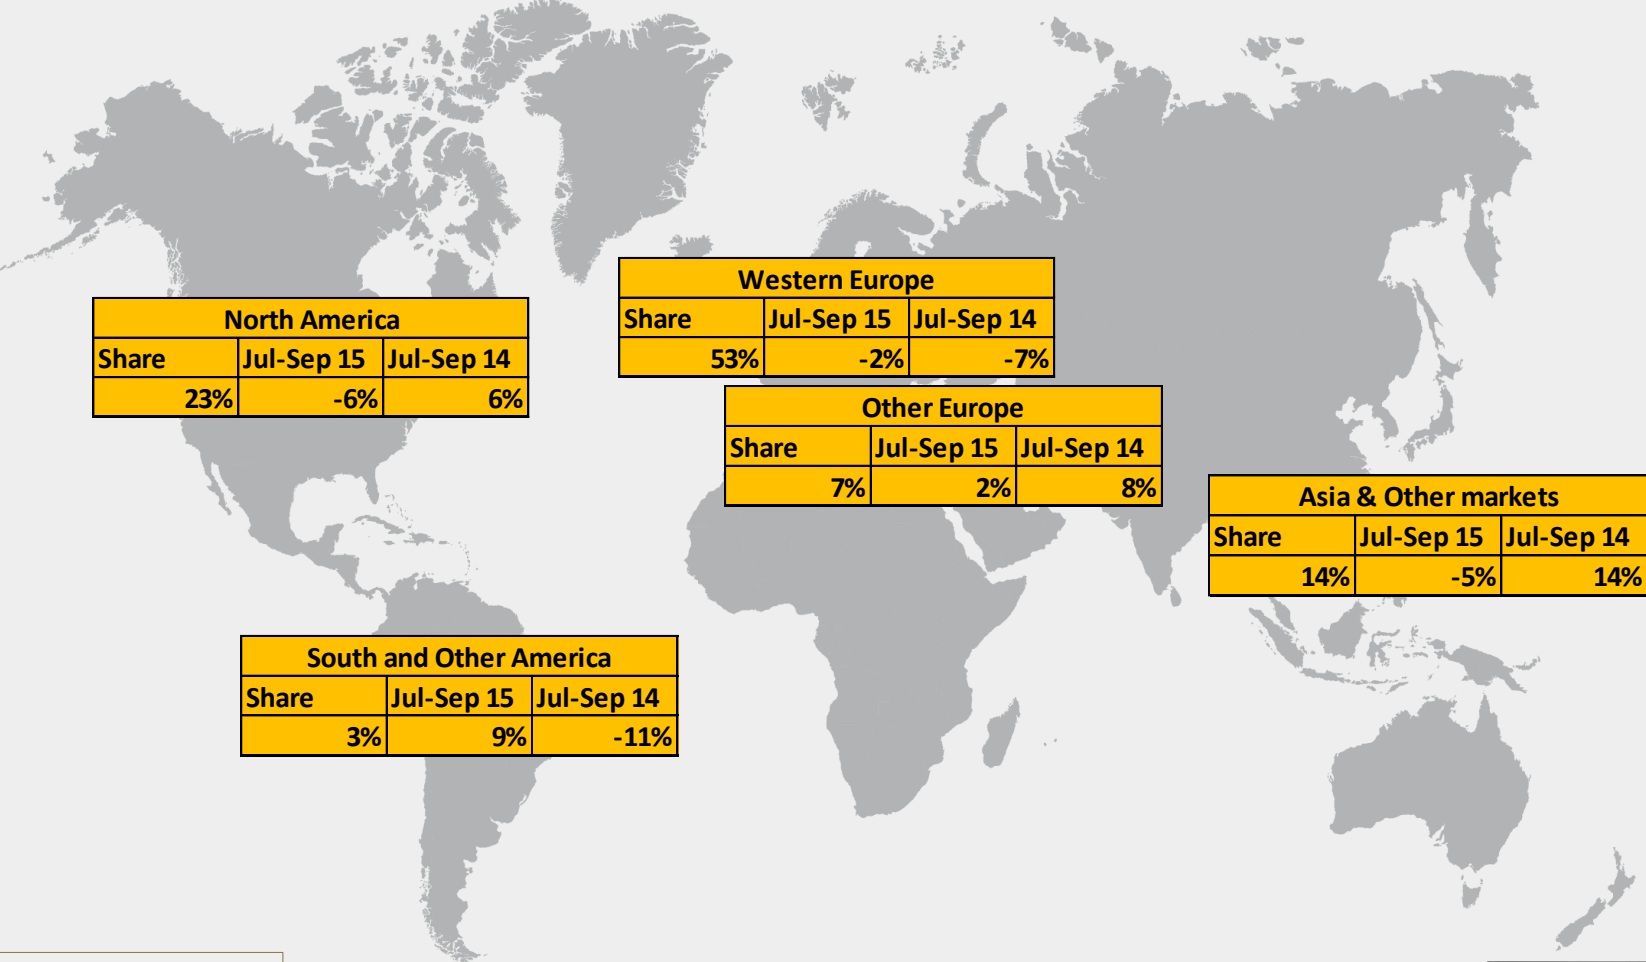 Western Europe
Share Jul-Sep 15 Jul-Sep 14
53% -2% -7%
North America
Share Jul-Sep 15 Jul-Sep 14
23% -6% 6%
Other Europe
Share Jul-Sep 15 Jul-Sep 14
7% 2% 8%
Asia & Other markets
Share Jul-Sep 15 Jul-Sep 14
14% -5% 14%
South and Other America
Share Jul-Sep 15 Jul-Sep 14
3% 9% -11%